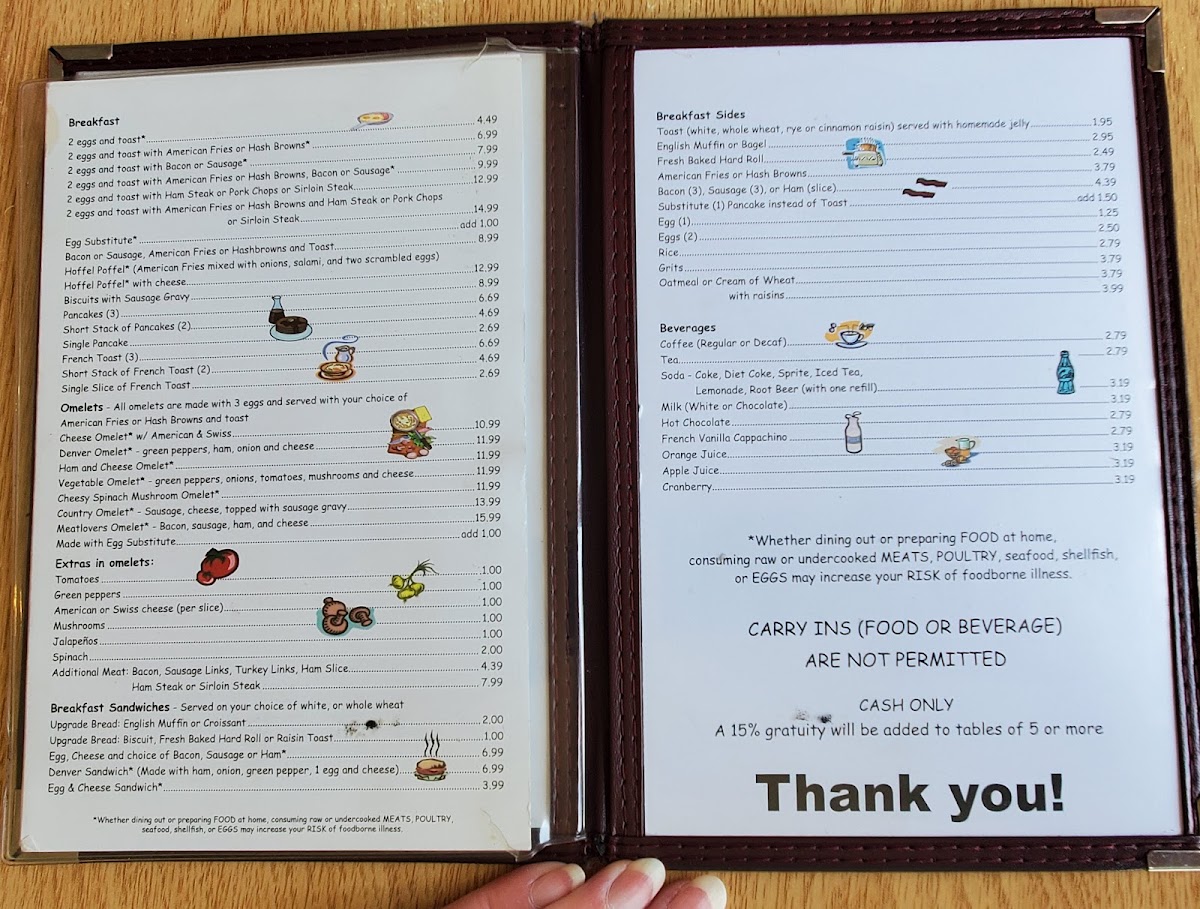 Breakfast
2 eggs and toast* 4.49
2 eggs and toast with American Fries or Hash Browns* 6.99
2 eggs and toast with Bacon or Sausage* 7.99
2 eggs and toast with American Fries or Hash Browns, Bacon or Sausage* 9.99
2 eggs and toast with Ham Steak or Pork Chops or Sirloin Steak 12.99
2 eggs and toast with American Fries or Hash Browns and Ham Steak or Pork Chops
or Sirloin Steak 14.99
Egg Substitute* add 1.00
Bacon or Sausage, American Fries or Hashbrowns and Toast 8.99
Hoffel Poffel* (American Fries mixed with onions, salami, and two scrambled eggs)
Hoffel Poffel* with cheese 12.99
Biscuits with Sausage Gravy 8.99
Pancakes (3) 6.69
Short Stack of Pancakes (2) 4.69
Single Pancake 2.69
French Toast (3) 6.69
Short Stack of French Toast (2) 4.69
Single Slice of French Toast 2.69
Omelets - All omelets are made with 3 eggs and served with your choice of
American Fries or Hash Browns and toast
Cheese Omelet* w/ American & Swiss 10.99
Denver Omelet* - green peppers, ham, onion and cheese 11.99
Ham and Cheese Omelet* 11.99
Vegetable Omelet* - green peppers, onions, tomatoes, mushrooms and cheese 11.99
Cheesy Spinach Mushroom Omelet* 11.99
Country Omelet* - Sausage, cheese, topped with sausage gravy 13.99
Meatlovers Omelet* - Bacon, sausage, ham, and cheese 15.99
Made with Egg Substitute add 1.00
Extras in omelets:
Tomatoes 1.00
Green peppers 1.00
American or Swiss cheese (per slice) 1.00
Mushrooms 1.00
Jalapeños 1.00
Spinach 2.00
Additional Meat: Bacon, Sausage Links, Turkey Links, Ham Slice 4.39
Ham Steak or Sirloin Steak 7.99
Breakfast Sandwiches - Served on your choice of white, or whole wheat
Upgrade Bread: English Muffin or Croissant 2.00
Upgrade Bread: Biscuit, Fresh Baked Hard Roll or Raisin Toast 1.00
Egg, Cheese and choice of Bacon, Sausage or Ham* 6.99
Denver Sandwich* (Made with ham, onion, green pepper, 1 egg and cheese) 6.99
Egg & Cheese Sandwich* 3.99
*Whether dining out or preparing FOOD at home, consuming raw or undercooked MEATS, POULTRY,
seafood, shellfish, or EGGS may increase your RISK of foodborne illness.
Breakfast Sides
Toast (white, whole wheat, rye or cinnamon raisin) served with homemade jelly 1.95
English Muffin or Bagel 2.95
Fresh Baked Hard Roll 2.49
American Fries or Hash Browns 3.79
Bacon (3), Sausage (3), or Ham (slice) 4.39
Substitute (1) Pancake instead of Toast add 1.50
Egg (1) 1.25
Eggs (2) 2.50
Rice 2.79
Grits 3.79
Oatmeal or Cream of Wheat 3.79
with raisins 3.99
Beverages
Coffee (Regular or Decaf) 2.79
Tea 2.79
Soda - Coke, Diet Coke, Sprite, Iced Tea,
Lemonade, Root Beer (with one refill) 3.19
Milk (White or Chocolate) 3.19
Hot Chocolate 2.79
French Vanilla Cappachino 2.79
Orange Juice 3.19
Apple Juice 3.19
Cranberry 3.19
*Whether dining out or preparing FOOD at home,
consuming raw or undercooked MEATS, POULTRY, seafood, shellfish,
or EGGS may increase your RISK of foodborne illness.
CARRY INS (FOOD OR BEVERAGE)
ARE NOT PERMITTED
CASH ONLY
A 15% gratuity will be added to tables of 5 or more
Thank you!